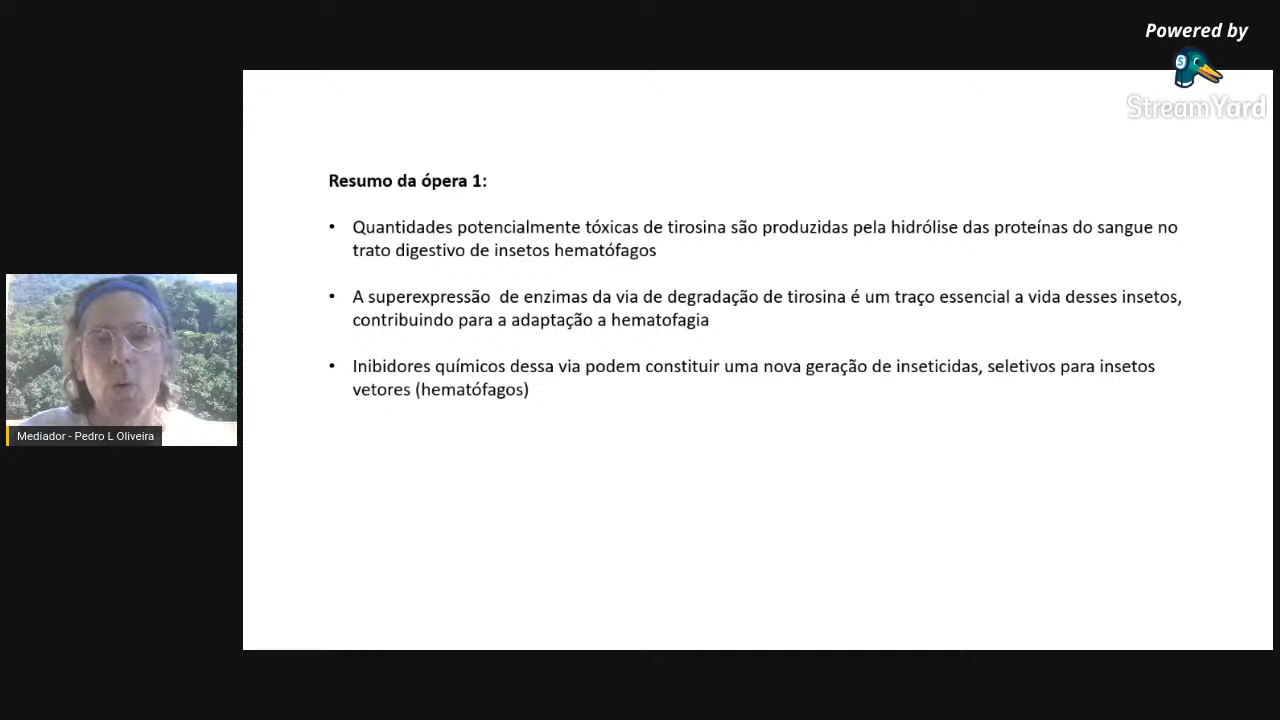 Powered by
StreamYard
Resumo da ópera 1:
• Quantidades potencialmente tóxicas de tirosina são produzidas pela hidrólise das proteínas do sangue no
trato digestivo de insetos hematófagos
• A superexpressão de enzimas da via de degradação de tirosina é um traço essencial a vida desses insetos,
contribuindo para a adaptação a hematofagia
• Inibidores químicos dessa via podem constituir uma nova geração de inseticidas, seletivos para insetos
vetores (hematófagos)
Mediador - Pedro L Oliveira